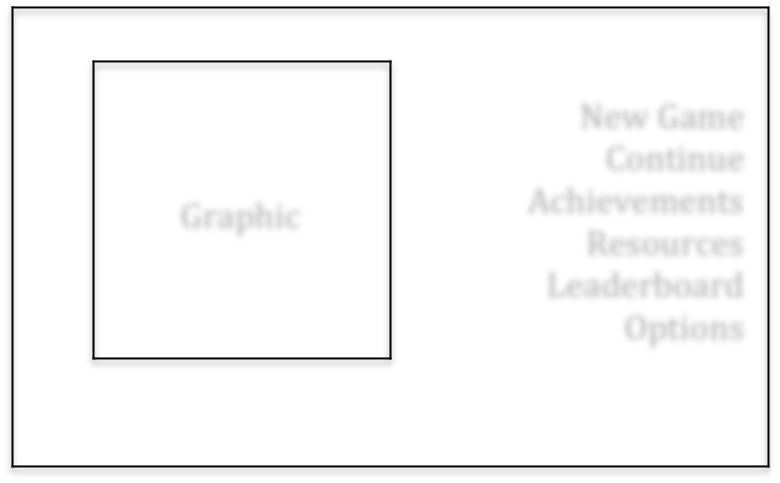 Graphic
New Game
Continue
Achievements
Resources
Leaderboard
Options